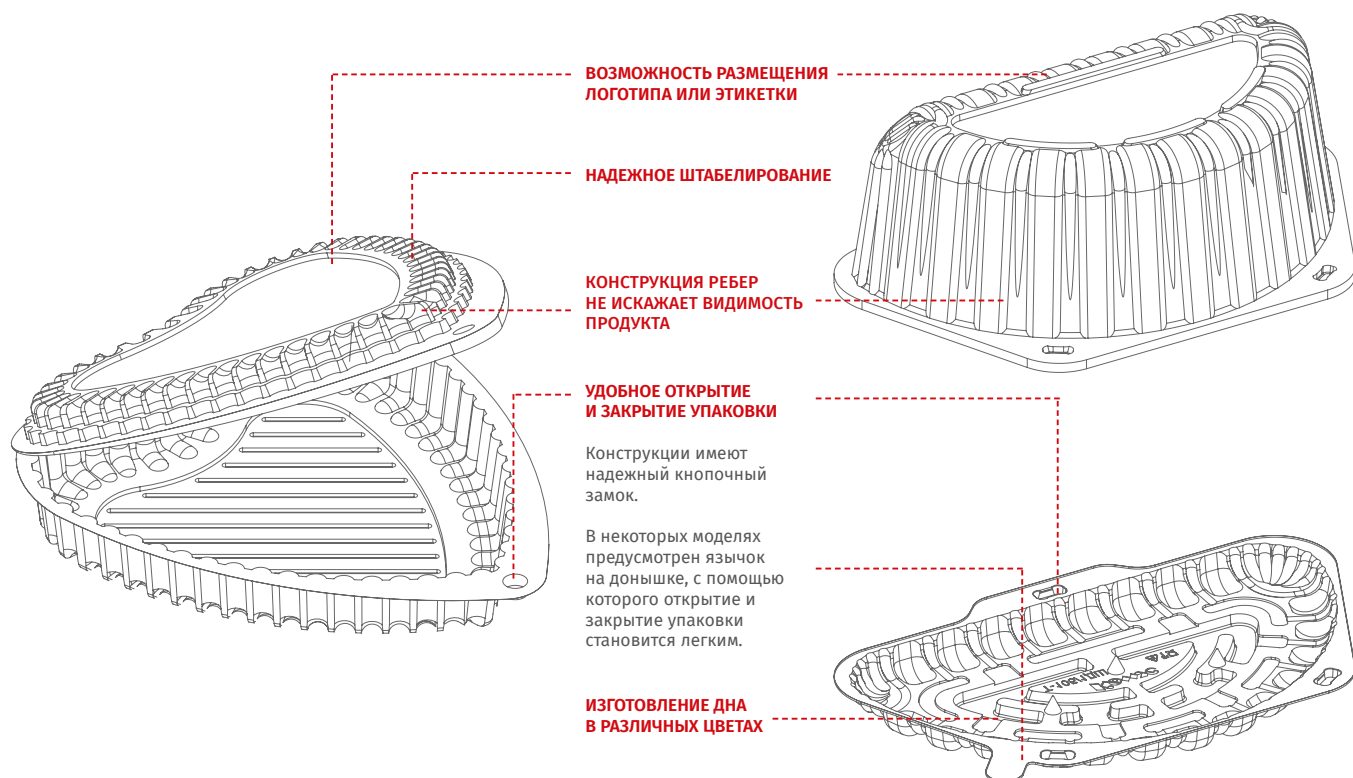 ВОЗМОЖНОСТЬ РАЗМЕЩЕНИЯ
ЛОГОТИПА ИЛИ ЭТИКЕТКИ
НАДЕЖНОЕ ШТАБЕЛИРОВАНИЕ
КОНСТРУКЦИЯ РЕБЕР
НЕ ИСКАЖАЕТ ВИДИМОСТЬ
ПРОДУКТА
УДОБНОЕ ОТКРЫТИЕ
И ЗАКРЫТИЕ УПАКОВКИ
Конструкции имеют
надежный кнопочный
замок.
В некоторых моделях
предусмотрен язычок
на донышке, с помощью
которого открытие и
закрытие упаковки
становится легким.
ИЗГОТОВЛЕНИЕ ДНА
В РАЗЛИЧНЫХ ЦВЕТАХ